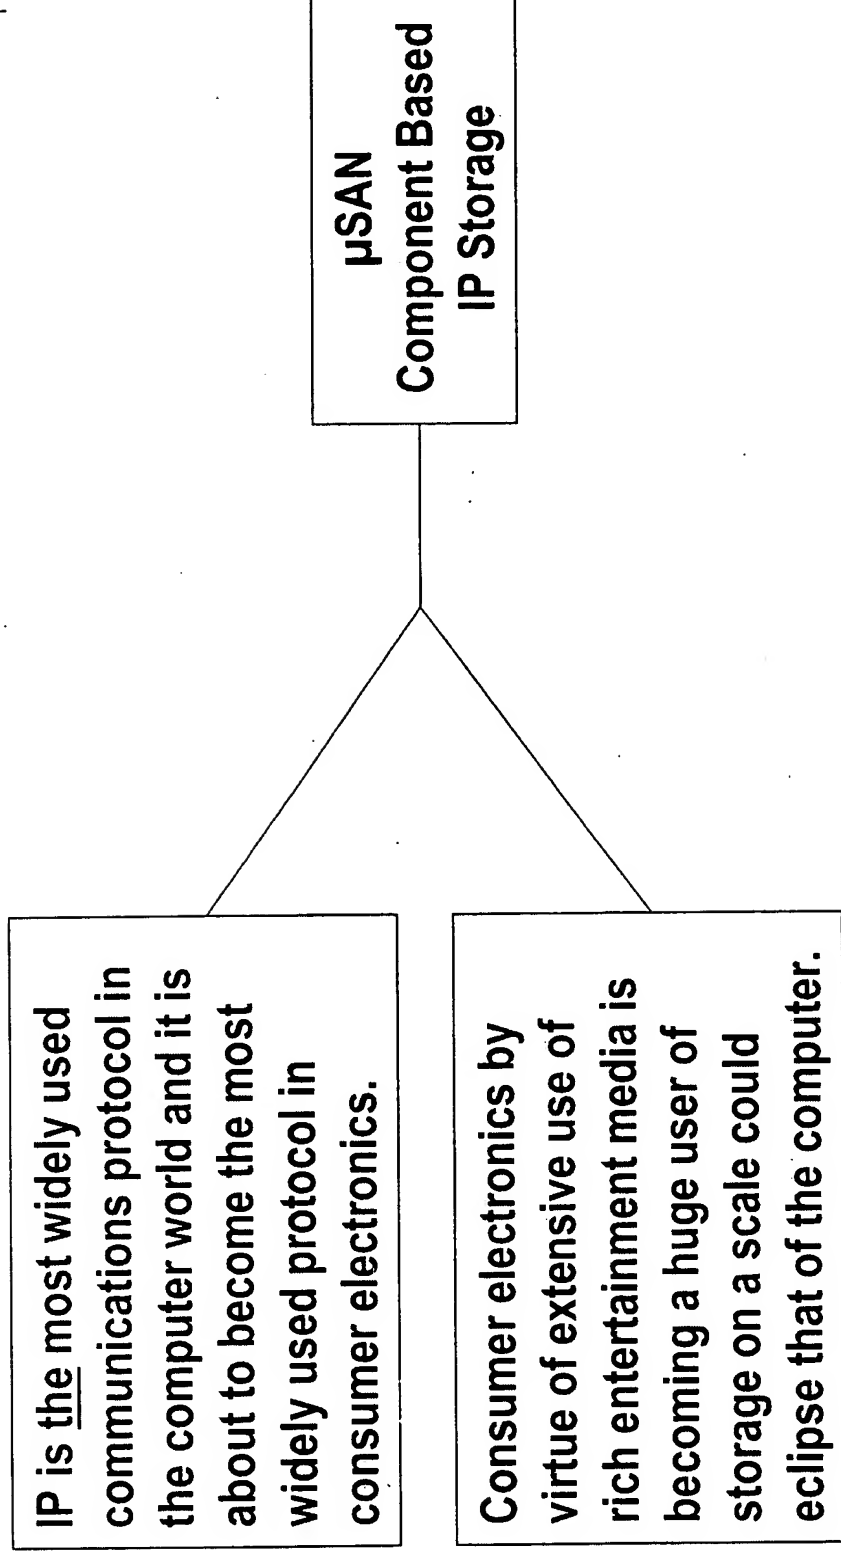 IP is the most widely used
communications protocol in
the computer world and it is
about to become the most
widely used protocol in
consumer electronics.
Consumer electronics by
virtue of extensive use of
rich entertainment media is
becoming a huge user of
storage on a scale could
eclipse that of the computer.
µSAN
Component Based
IP Storage